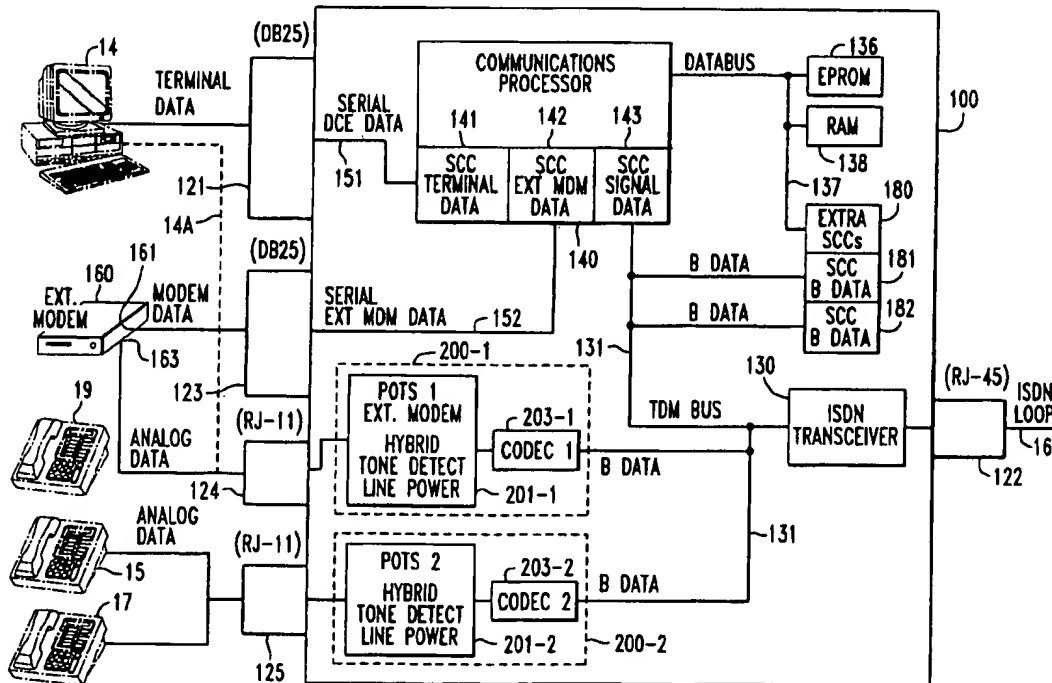 14
TERMINAL
DATA
(DB25)
121
14A
SERIAL
DCE DATA
151
COMMUNICATIONS
PROCESSOR
141
142
143
SCC
TERMINAL
DATA
SCC
EXT MDM
DATA
SCC
SIGNAL
DATA
140
DATABUS
136
EPROM
RAM
138
137
100
180
EXTRA
SCCs
181
SCC
B DATA
182
SCC
B DATA
B DATA
B DATA
160
161
EXT.
MODEM
MODEM
DATA
163
(DB25)
123
SERIAL
EXT MDM DATA
152
131
130
ISDN
TRANSCEIVER
TDM BUS
(RJ-45)
ISDN
LOOP
16
122
19
ANALOG
DATA
(RJ-11)
124
200-1
POTS 1
EXT. MODEM
HYBRID
TONE DETECT
LINE POWER
203-1
CODEC 1
201-1
B DATA
131
ANALOG
DATA
15
17
(RJ-11)
125
POTS 2
HYBRID
TONE DETECT
LINE POWER
203-2
CODEC 2
201-2
B DATA
200-2